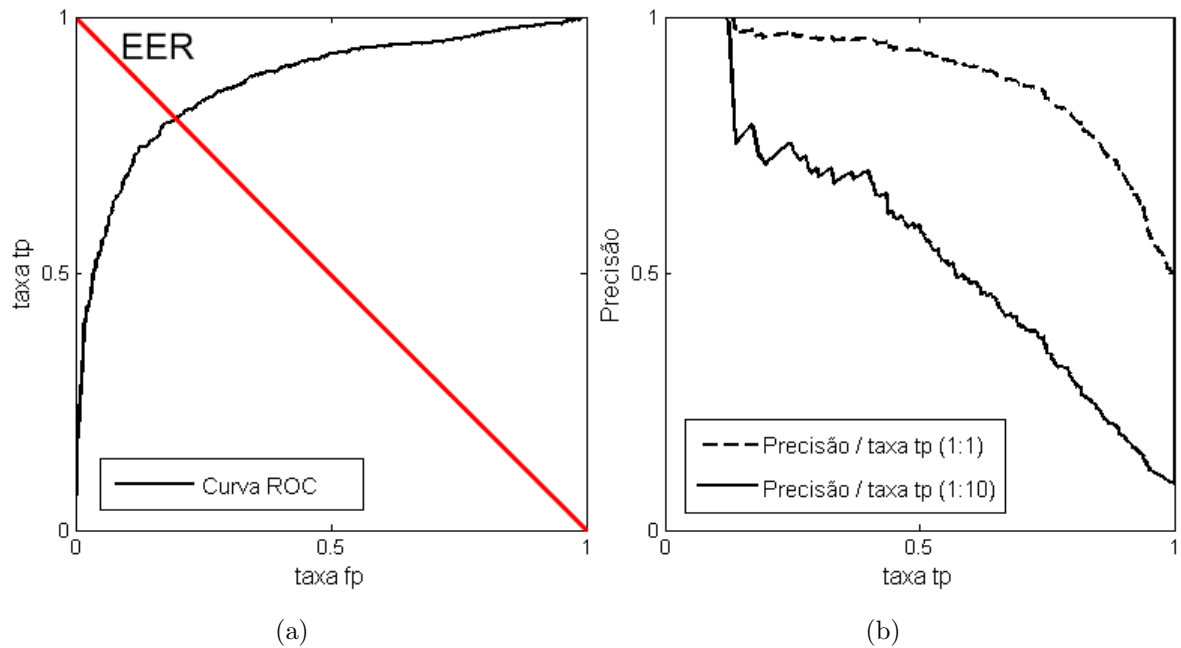 1
EER
taxa tp
0.5
Curva ROC
0
0
0.5
1
taxa fp
(a)
1
Precisão
0.5
Precisão / taxa tp (1:1)
Precisão / taxa tp (1:10)
0
0
0.5
1
taxa tp
(b)